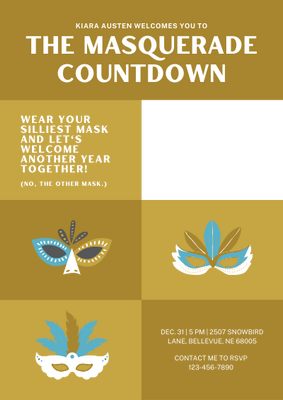 KIARA AUSTEN WELCOMES YOU TO
THE MASQUERADE
COUNTDOWN
WEAR YOUR
SILLIEST MASK
AND LET'S
WELCOME
ANOTHER YEAR
TOGETHER!
(NO, THE OTHER MASK.)
DEC. 31 | 5 PM | 2507 SNOWBIRD
LANE, BELLEVUE, NE 68005
CONTACT ME TO RSVP
123-456-7890